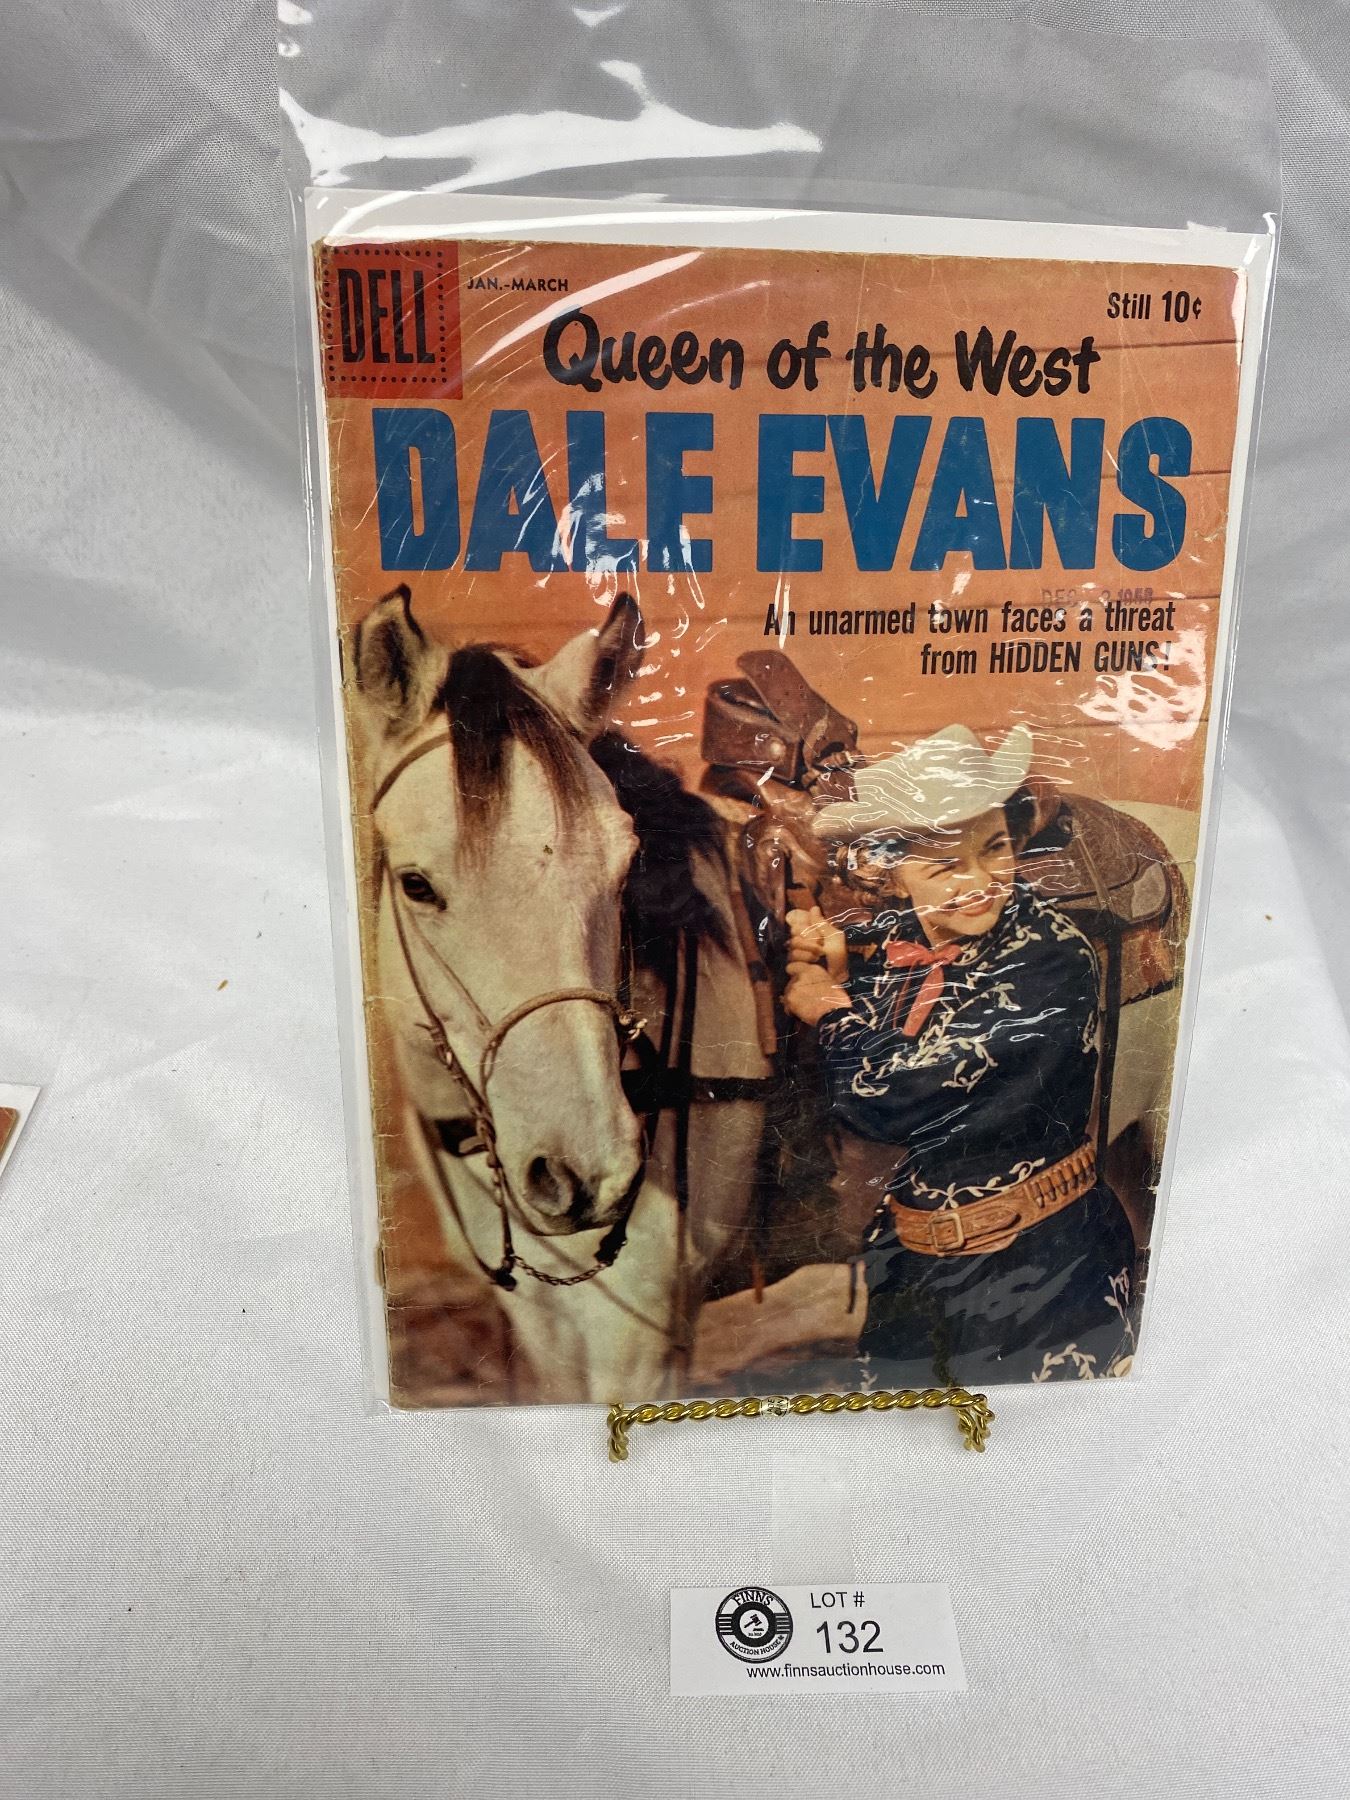 DELL
JAN.-MARCH
Still 10¢
Queen of the West
DALE EVANS
An unarmed town faces a threat
from HIDDEN GUNS!
FINNS
AUCTION HOUSE
LOT #
132
www.finnsauctionhouse.com